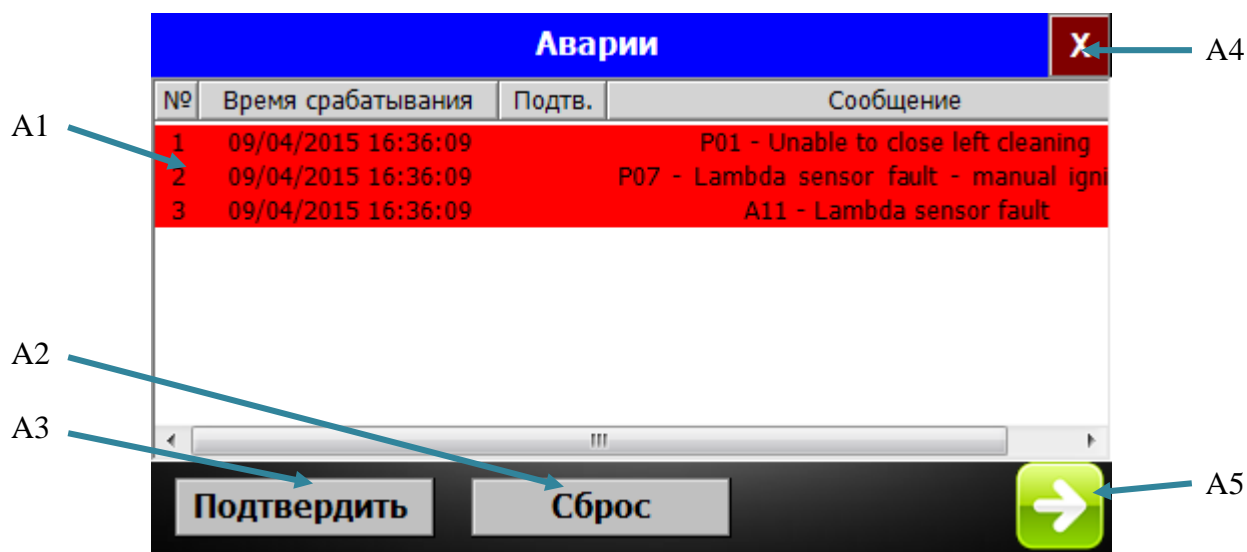 Аварии
X
A4
№ Время срабатывания Подтв. Сообщение
A1
1 09/04/2015 16:36:09 P01 - Unable to close left cleaning
2 09/04/2015 16:36:09 P07 - Lambda sensor fault - manual igni
3 09/04/2015 16:36:09 A11 - Lambda sensor fault
A2
A3
Подтвердить Сброс
A5